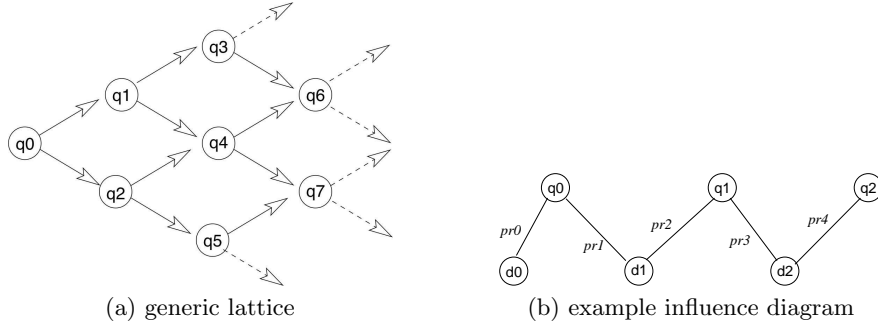 q3
q1
q6
q0
q4
q2
q7
q5
(a) generic lattice
q0
q1
q2
pr0
pr1
pr2
pr3
pr4
d0
d1
d2
(b) example influence diagram